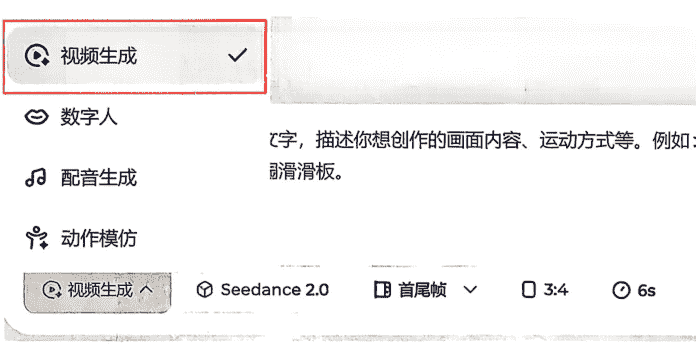 视频生成
数字人
文字，描述你想创作的画面内容、运动方式等。例如：
滑滑板。
配音生成
动作模仿
视频生成 Seedance 2.0 首尾帧 3:4 6s